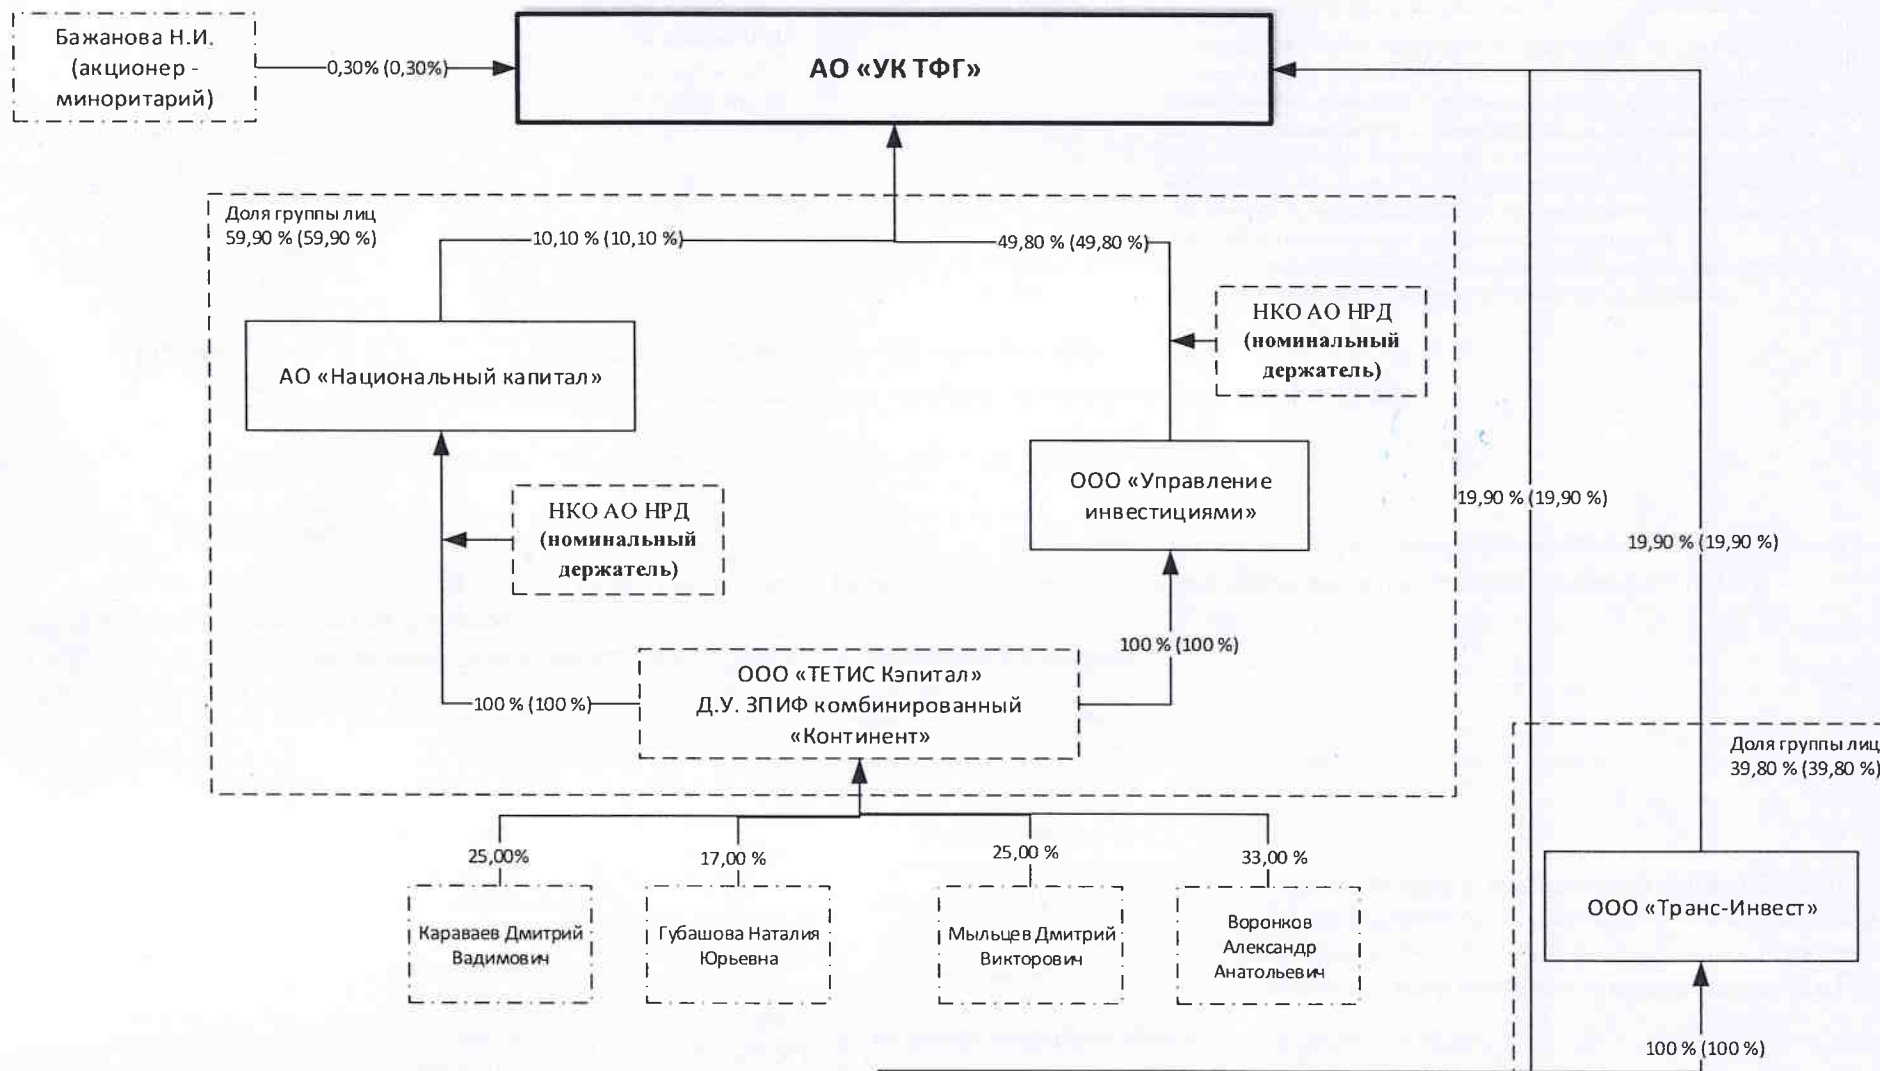 Бажанова Н.И.
(акционер -
миноритарий)
0,30% (0,30%)
АО «УК ТФГ»
Доля группы лиц
59,90 % (59,90 %)
10,10 % (10,10 %)
49,80 % (49,80 %)
НКО АО НРД
(номинальный
держатель)
АО «Национальный капитал»
ООО «Управление
инвестициями»
НКО АО НРД
(номинальный
держатель)
19,90 % (19,90 %)
19,90 % (19,90 %)
100 % (100 %)
ООО «ТЕТИС Кэпитал»
Д.У. ЗПИФ комбинированный
«Континент»
100 % (100 %)
Доля группы лиц
39,80 % (39,80 %)
25,00%
17,00 %
25,00 %
33,00 %
Караваев Дмитрий
Вадимович
Губашова Наталия
Юрьевна
Мыльцев Дмитрий
Викторович
Воронков
Александр
Анатольевич
ООО «Транс-Инвест»
100 % (100 %)